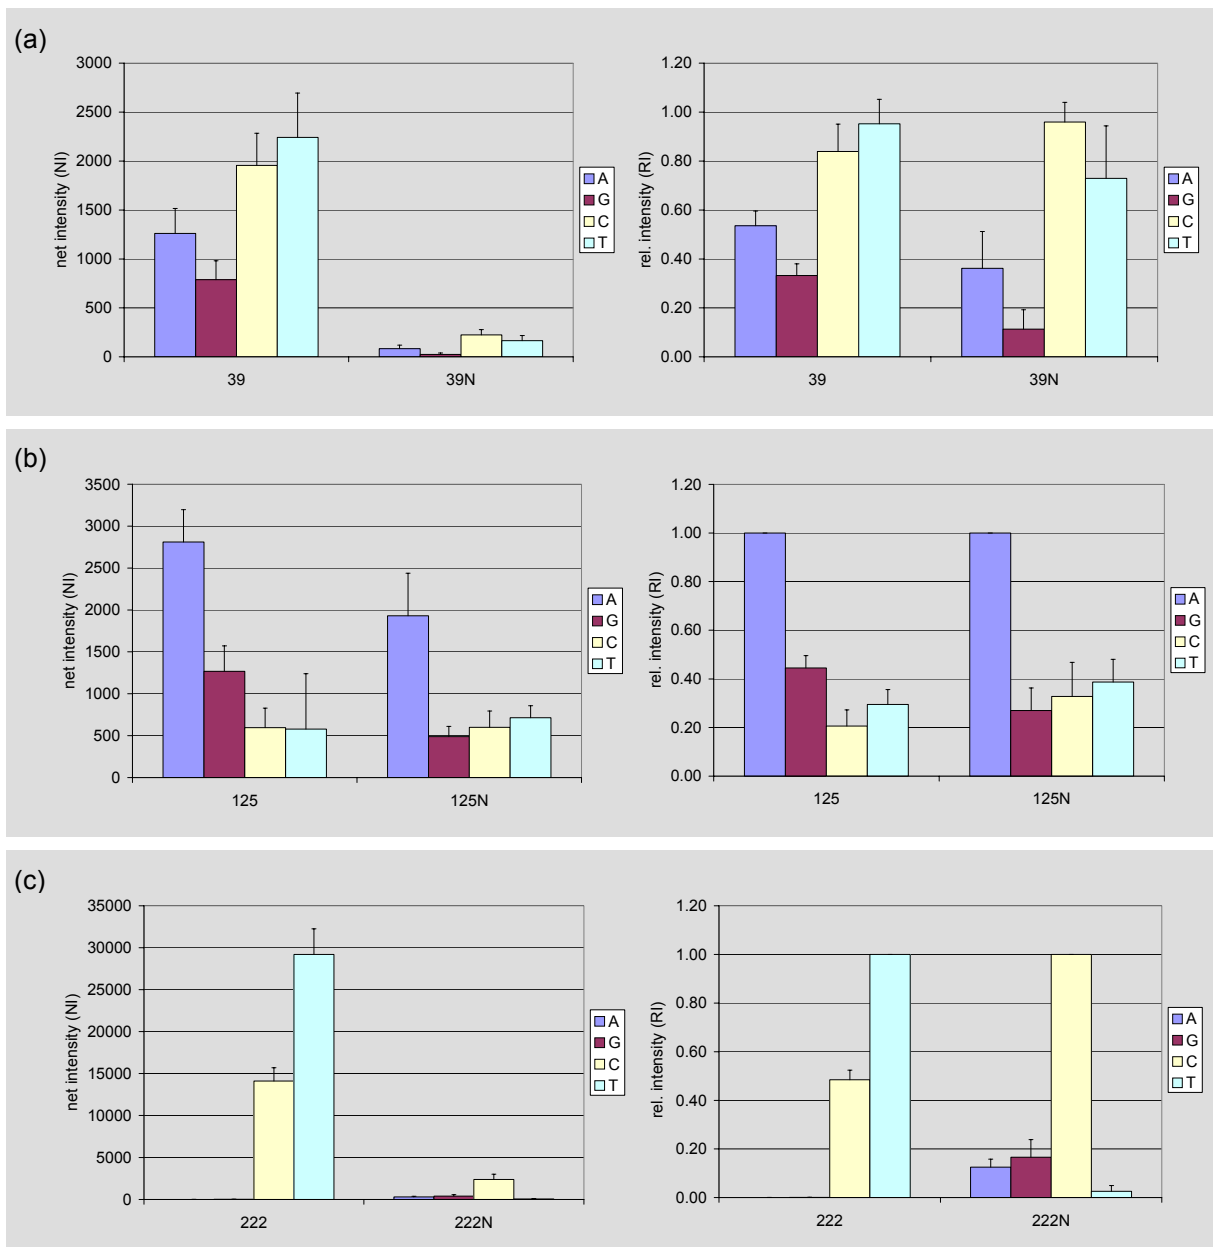 (a)
3000
2500
2000
1500
1000
500
0
net intensity (NI)
39
39N
A
G
C
T
1.20
1.00
0.80
0.60
0.40
0.20
0.00
rel. intensity (RI)
39
39N
A
G
C
T
(b)
3500
3000
2500
2000
1500
1000
500
0
net intensity (NI)
125
125N
A
G
C
T
1.20
1.00
0.80
0.60
0.40
0.20
0.00
rel. intensity (RI)
125
125N
A
G
C
T
(c)
35000
30000
25000
20000
15000
10000
5000
0
net intensity (NI)
222
222N
A
G
C
T
1.20
1.00
0.80
0.60
0.40
0.20
0.00
rel. intensity (RI)
222
222N
A
G
C
T